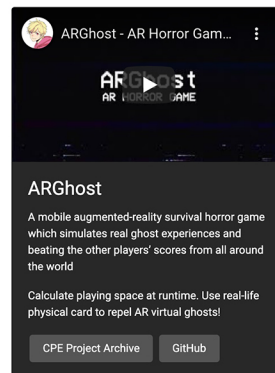 ARGhost - AR Horror Gam...
ARGhost
AR HORROR GAME
ARGhost
A mobile augmented-reality survival horror game
which simulates real ghost experiences and
beating the other players' scores from all around
the world
Calculate playing space at runtime. Use real-life
physical card to repel AR virtual ghosts!
CPE Project Archive
GitHub